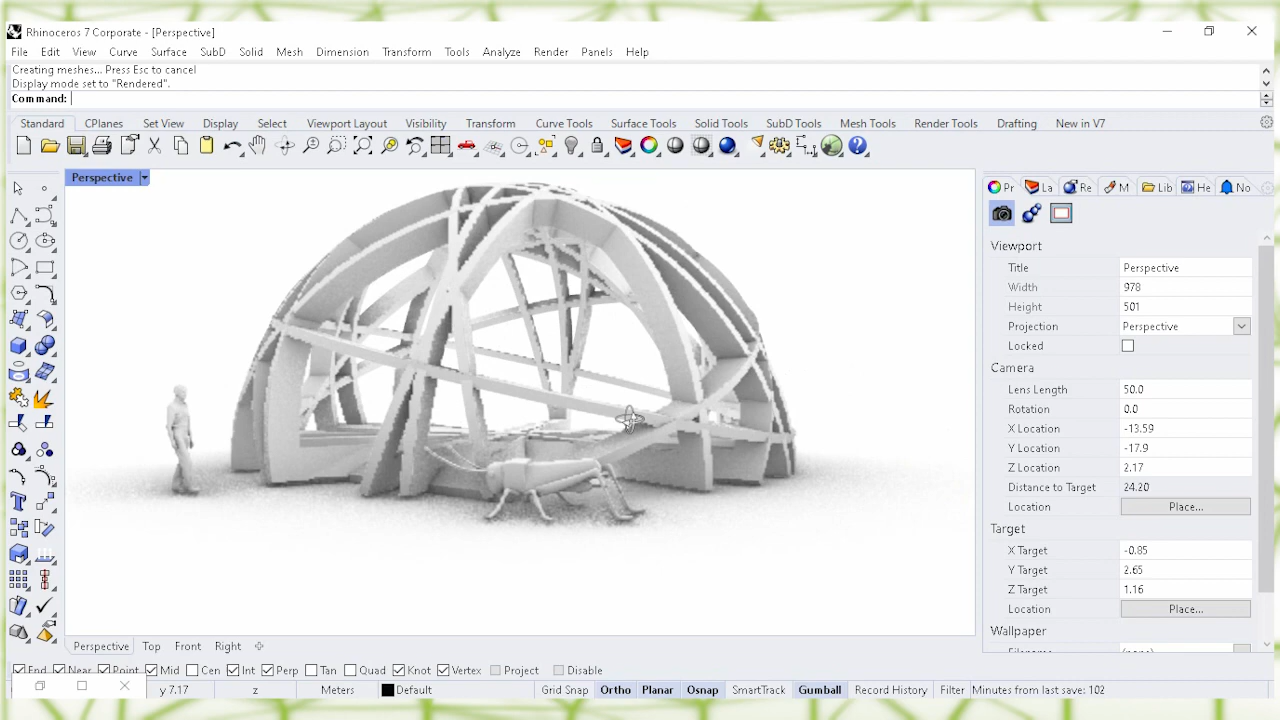 Rhinoceros 7 Corporate - [Perspective]
File Edit View Curve Surface SubD Solid Mesh Dimension Transform Tools Analyze Render Panels Help
Creating meshes... Press Esc to cancel
Display mode set to "Rendered".
Command:
Standard CPlanes Set View Display Select Viewport Layout Visibility Transform Curve Tools Surface Tools Solid Tools SubD Tools Mesh Tools Render Tools Drafting New in V7
Perspective
Pr La Re M Lib He No
Viewport
Title Perspective
Width 978
Height 501
Projection Perspective
Locked
Camera
Lens Length 50.0
Rotation 0.0
X Location -13.59
Y Location -17.9
Z Location 2.17
Distance to Target 24.20
Location Place...
Target
X Target -0.85
Y Target 2.65
Z Target 1.16
Location Place...
Wallpaper
Perspective Top Front Right
End Near Point Mid Cen Int Perp Tan Quad Knot Vertex Project Disable
y 7.17 z Meters Default Grid Snap Ortho Planar Osnap SmartTrack Gumball Record History Filter Minutes from last save: 102